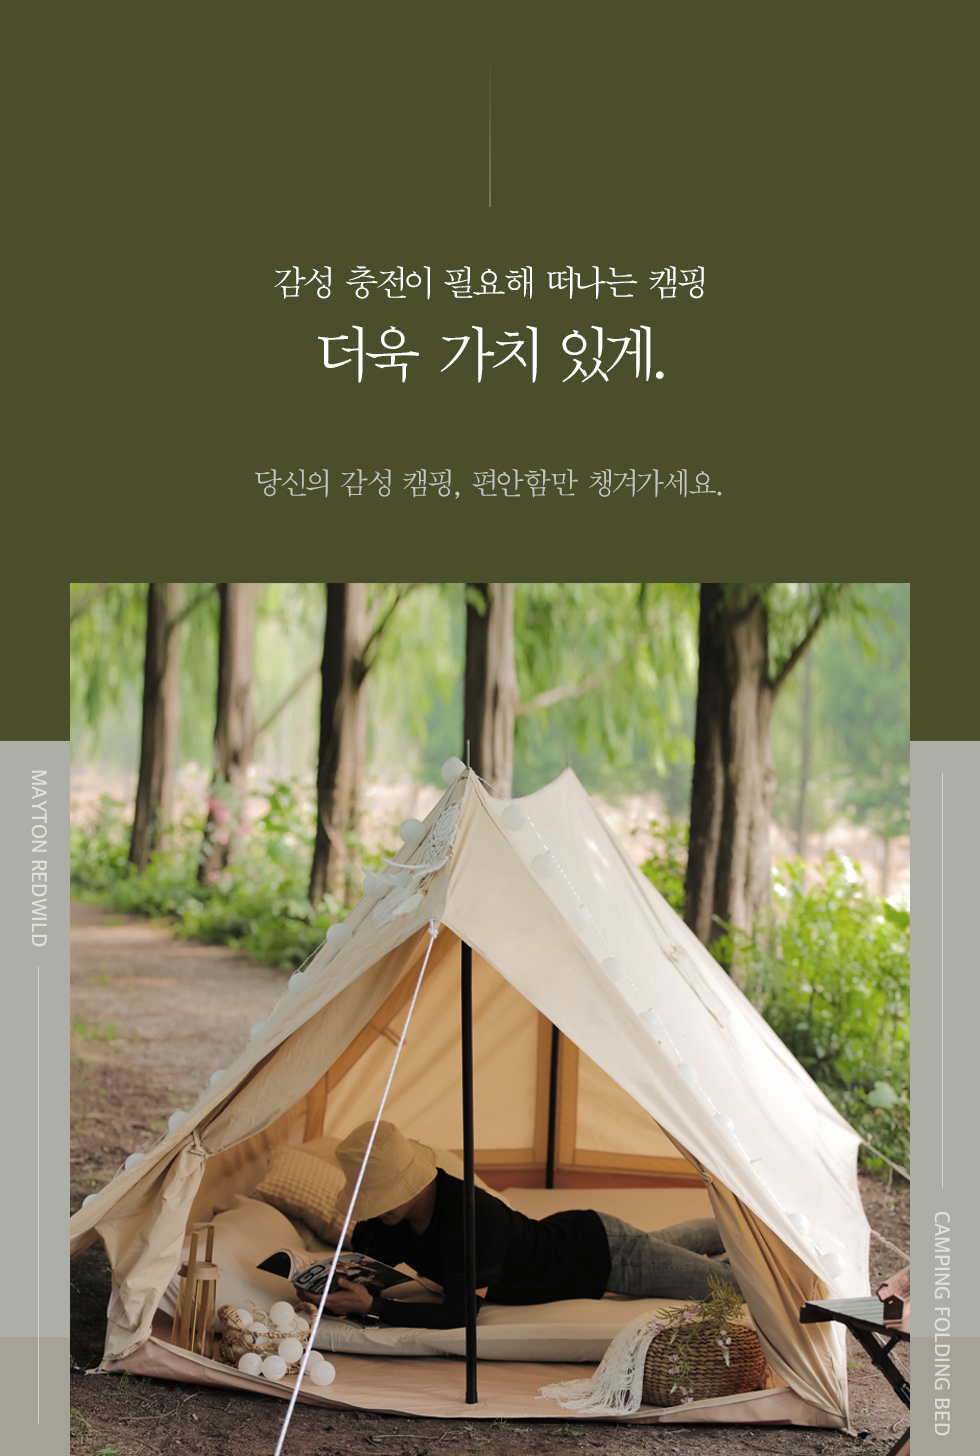 감성 충전이 필요해 떠나는 캠핑
더욱 가치 있게.
당신의 감성 캠핑, 편안함만 챙겨가세요.
MAYTON REDWILD
CAMPING FOLDING BED